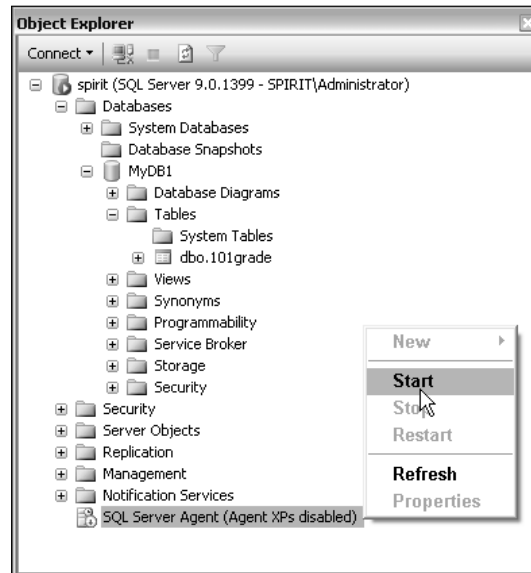 Object Explorer
Connect
spirit (SQL Server 9.0.1399 - SPIRIT\Administrator)
Databases
System Databases
Database Snapshots
MyDB1
Database Diagrams
Tables
System Tables
dbo.101grade
Views
Synonyms
Programmability
Service Broker
Storage
Security
Security
Server Objects
Replication
Management
Notification Services
SQL Server Agent (Agent XPs disabled)
New
Start
Stop
Restart
Refresh
Properties